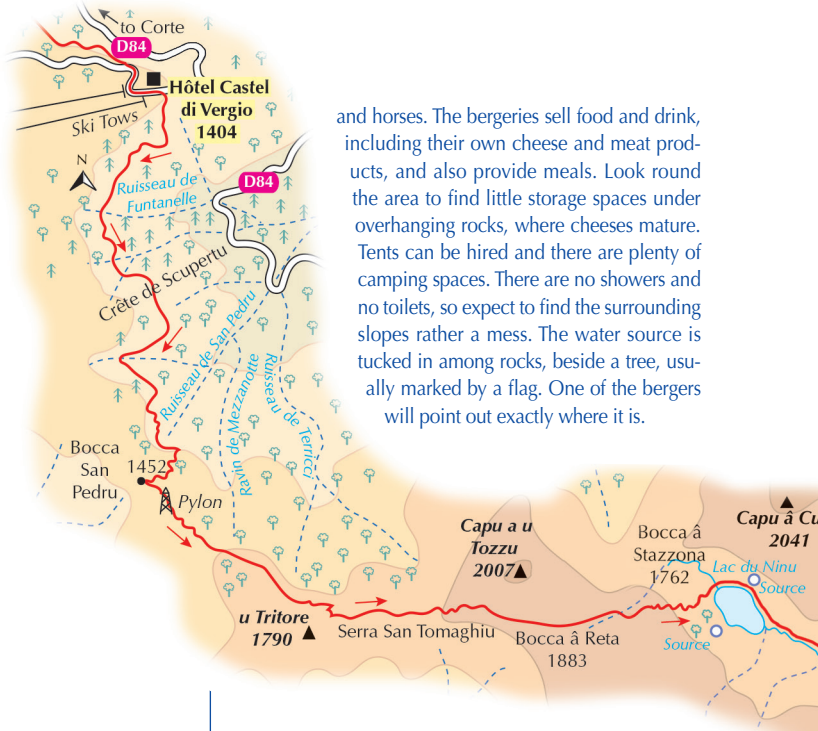 to Corte
D84
Hôtel Castel
di Vergio
1404
Ski Tows
N
Ruisseau de
Funtanelle
D84
Crête de Scupertu
Ruisseau de San Pedru
Ravin de Mezzanotte
Ruisseau de Terricci
Bocca
San
Pedru
1452
Pylon
and horses. The bergeries sell food and drink,
including their own cheese and meat prod-
ucts, and also provide meals. Look round
the area to find little storage spaces under
overhanging rocks, where cheeses mature.
Tents can be hired and there are plenty of
camping spaces. There are no showers and
no toilets, so expect to find the surrounding
slopes rather a mess. The water source is
tucked in among rocks, beside a tree, usu-
ally marked by a flag. One of the bergers
will point out exactly where it is.
Capu a u
Tozzu
2007
Bocca â
Stazzona
1762
Capu â Cu
2041
Lac du Ninu
Source
Source
u Tritore
1790
Serra San Tomaghiu
Bocca â Reta
1883